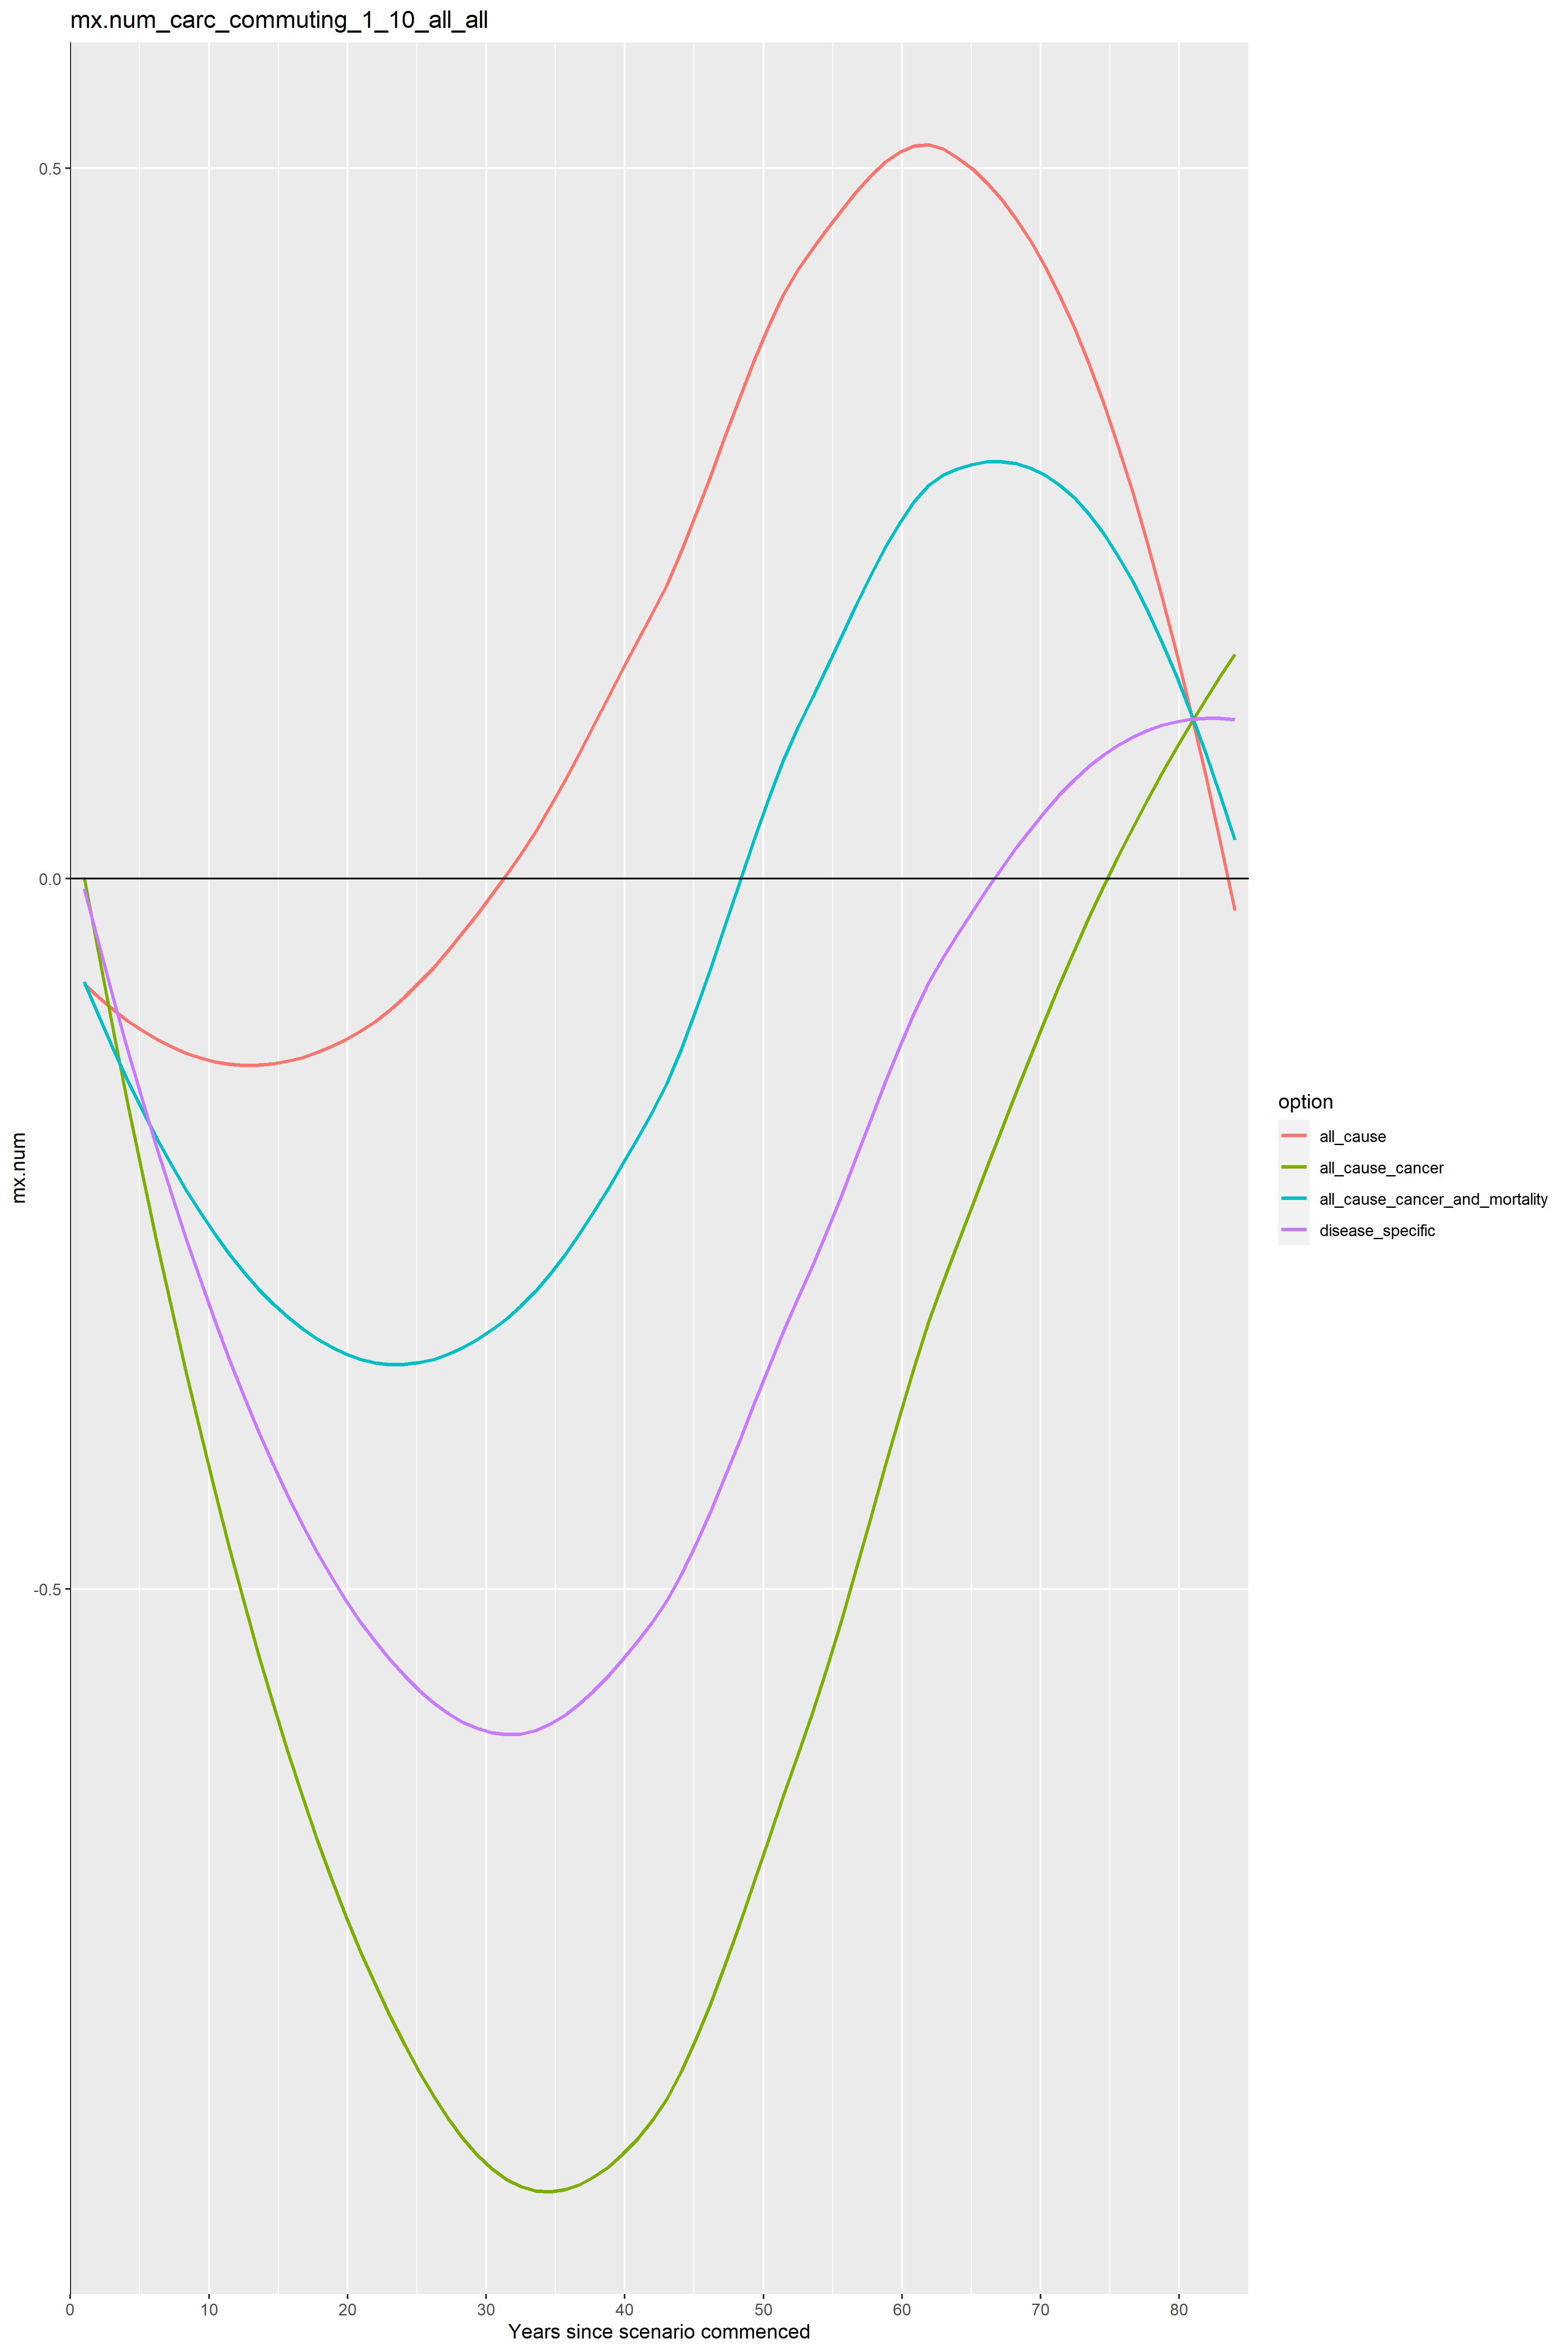 mx.num_carc_commuting_1_10_all_all
0.5
0.0
-0.5
mx.num
0 10 20 30 40 50 60 70 80
Years since scenario commenced
option
all_cause
all_cause_cancer
all_cause_cancer_and_mortality
disease_specific